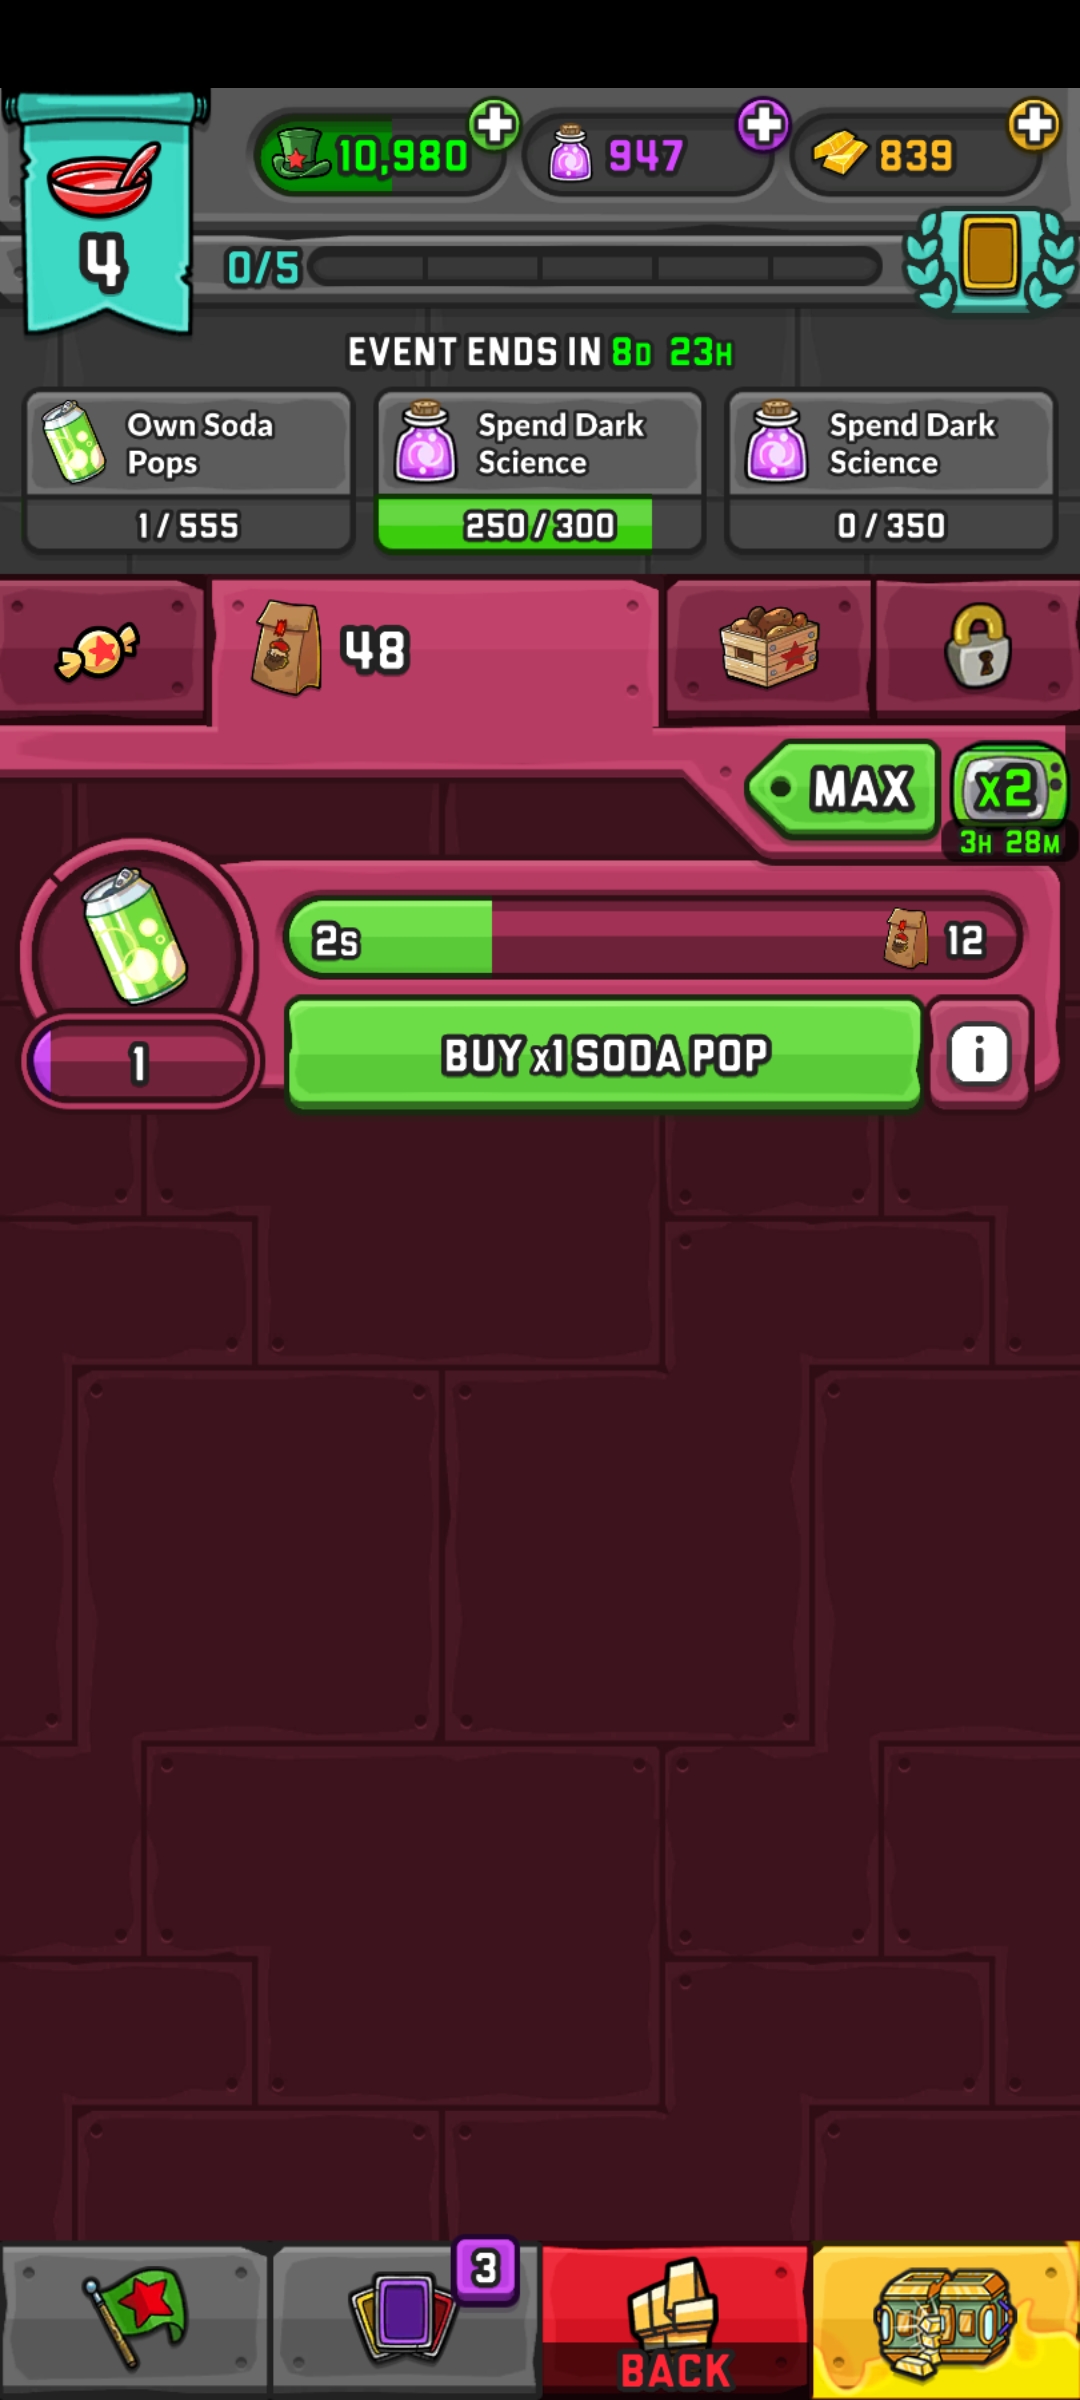 10,980
947
839
4
0/5
EVENT ENDS IN 8D 23H
Own Soda
Pops
1 / 555
Spend Dark
Science
250 / 300
Spend Dark
Science
0 / 350
48
MAX
x2
3H 28M
2s
12
1
BUY x1 SODA POP
i
3
BACK